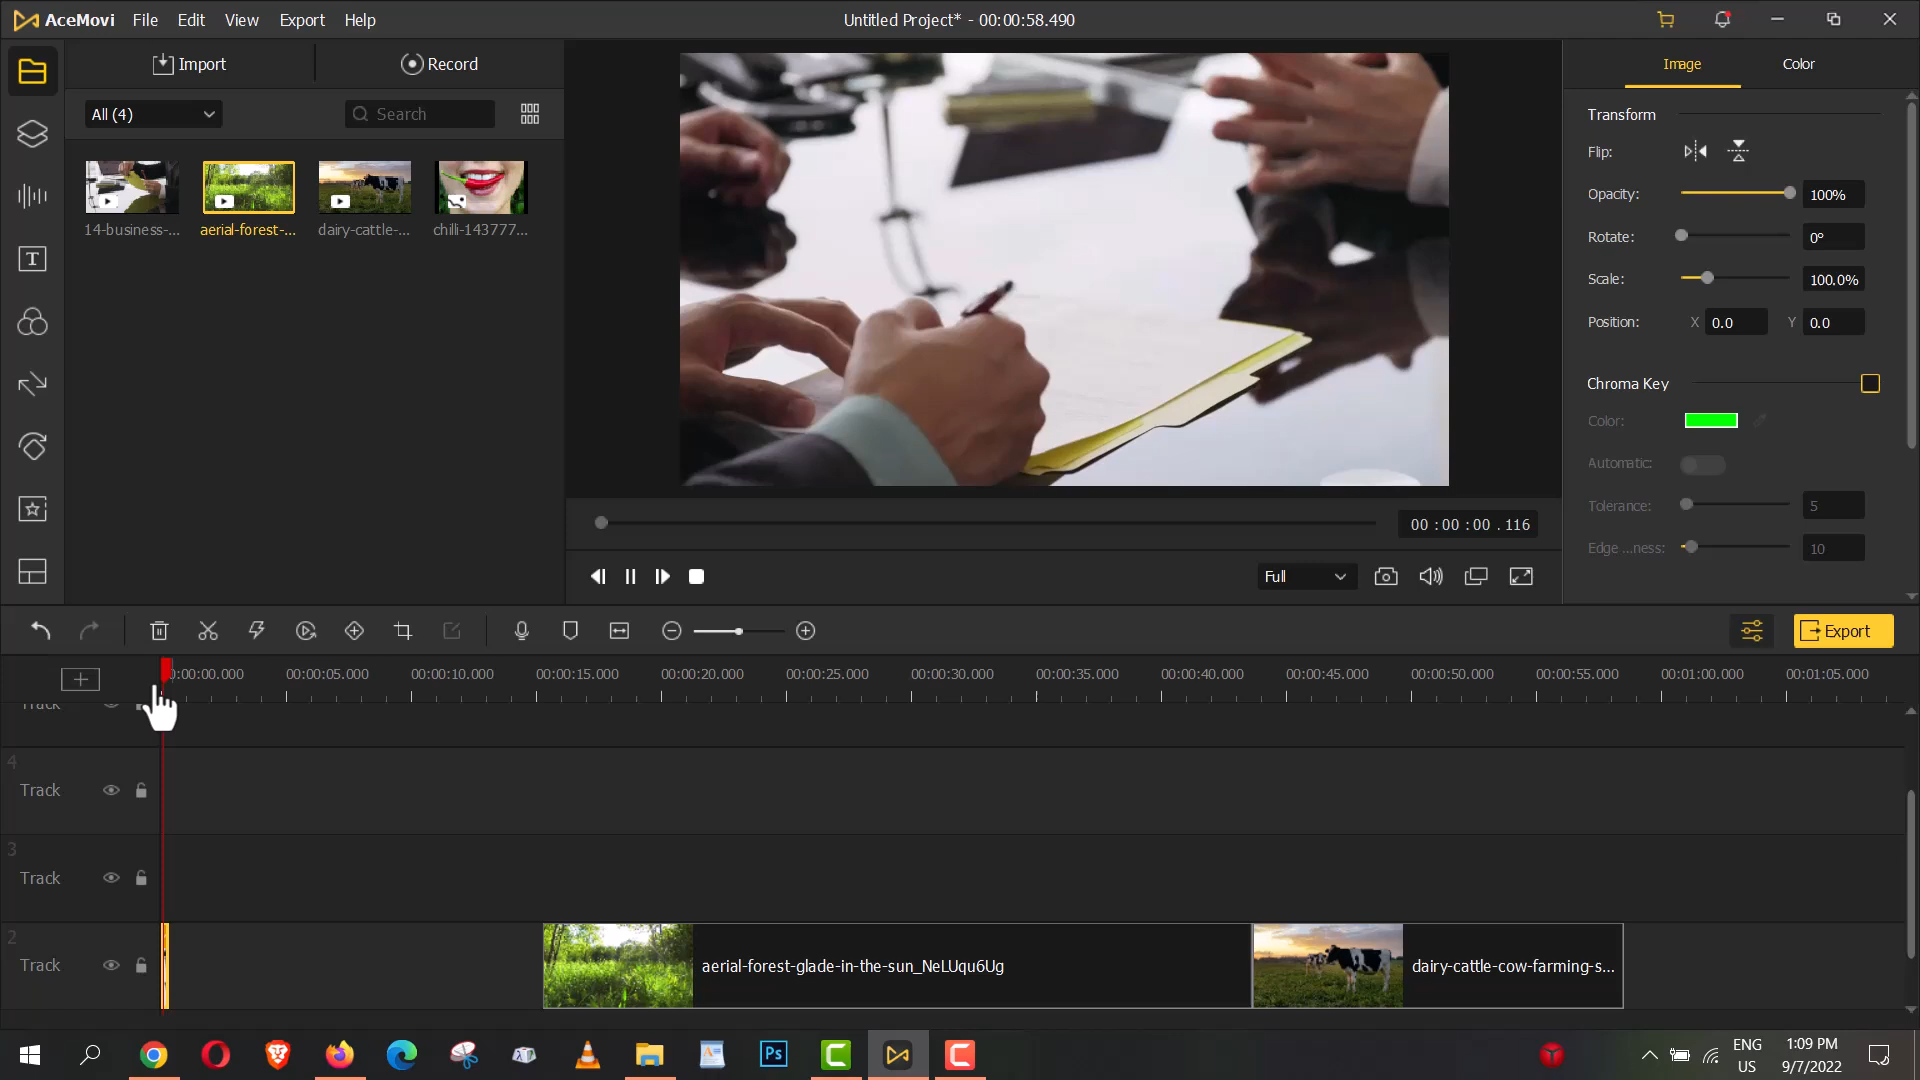 AceMovi File Edit View Export Help
Untitled Project* - 00:00:58.490
Import
Record
Image
Color
All (4)
Search
14-business-...
aerial-forest-...
dairy-cattle-...
chilli-143777...
Transform
Flip:
Opacity: 100%
Rotate: 0º
Scale: 100.0%
Position: X 0.0 Y 0.0
Chroma Key
Color:
Automatic:
Tolerance: 5
Edge ...ness: 10
00 : 00 : 00 . 116
Full
Export
00:00:00.000 00:00:05.000 00:00:10.000 00:00:15.000 00:00:20.000 00:00:25.000 00:00:30.000 00:00:35.000 00:00:40.000 00:00:45.000 00:00:50.000 00:00:55.000 00:01:00.000 00:01:05.000
Track
4
Track
3
Track
2
Track
aerial-forest-glade-in-the-sun_NeLUqu6Ug
dairy-cattle-cow-farming-s...
Ps
ENG
US
1:09 PM
9/7/2022